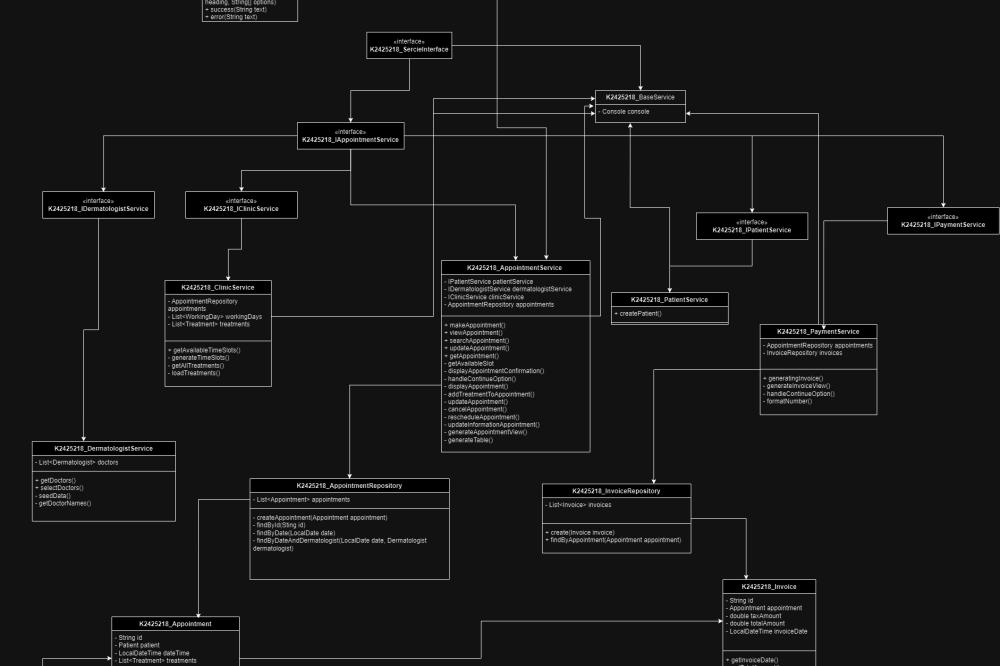 heading, String[] options)
+ success(String text)
+ error(String text)
«interface»
K2425218_SercieInterface
K2425218_BaseService
- Console console
«interface»
K2425218_IAppointmentService
«interface»
K2425218_IDermatologistService
«interface»
K2425218_IClinicService
«interface»
K2425218_IPatientService
«interface»
K2425218_IPaymentService
K2425218_ClinicService
- AppointmentRepository
appointments
- List<WorkingDay> workingDays
- List<Treatment> treatments
+ getAvailableTimeSlots()
- generateTimeSlots()
- getAllTreatments()
- loadTreatments()
K2425218_AppointmentService
- IPatientService patientService
- IDermatologistService dermatologistService
- IClinicService clinicService
- AppointmentRepository appointments
+ makeAppointment()
+ viewAppointment()
+ searchAppointment()
+ updateAppointment()
+ getAppointment()
- getAvailableSlot
- displayAppointmentConfirmation()
- handleContinueOption()
- displayAppointment()
- addTreatmentToAppointment()
- updateAppointment()
- cancelAppointment()
- rescheduleAppointment()
- updateInformationAppointment()
- generateAppointmentView()
- generateTable()
K2425218_PatientService
+ createPatient()
K2425218_PaymentService
- AppointmentRepository appointments
- InvoiceRepository invoices
+ generatingInvoice()
- generateInvoiceView()
- handleContinueOption()
- formatNumber()
K2425218_DermatologistService
- List<Dermatologist> doctors
+ getDoctors()
+ selectDoctors()
- seedData()
- getDoctorNames()
K2425218_AppointmentRepository
- List<Appointment> appointments
- createAppointment(Appointment appointment)
- findById(Sting id)
- findByDate(LocalDate date)
- findByDateAndDermatologist(LocalDate date, Dermatologist
dermatologist)
K2425218_InvoiceRepository
- List<Invoice> invoices
+ create(Invoice invoice)
+ findByAppointment(Appointment appointment)
K2425218_Invoice
- String id
- Appointment appointment
- double taxAmount
- double totalAmount
- LocalDateTime invoiceDate
+ getInvoiceDate()
K2425218_Appointment
- String id
- Patient patient
- LocalDateTime dateTime
- List<Treatment> treatments